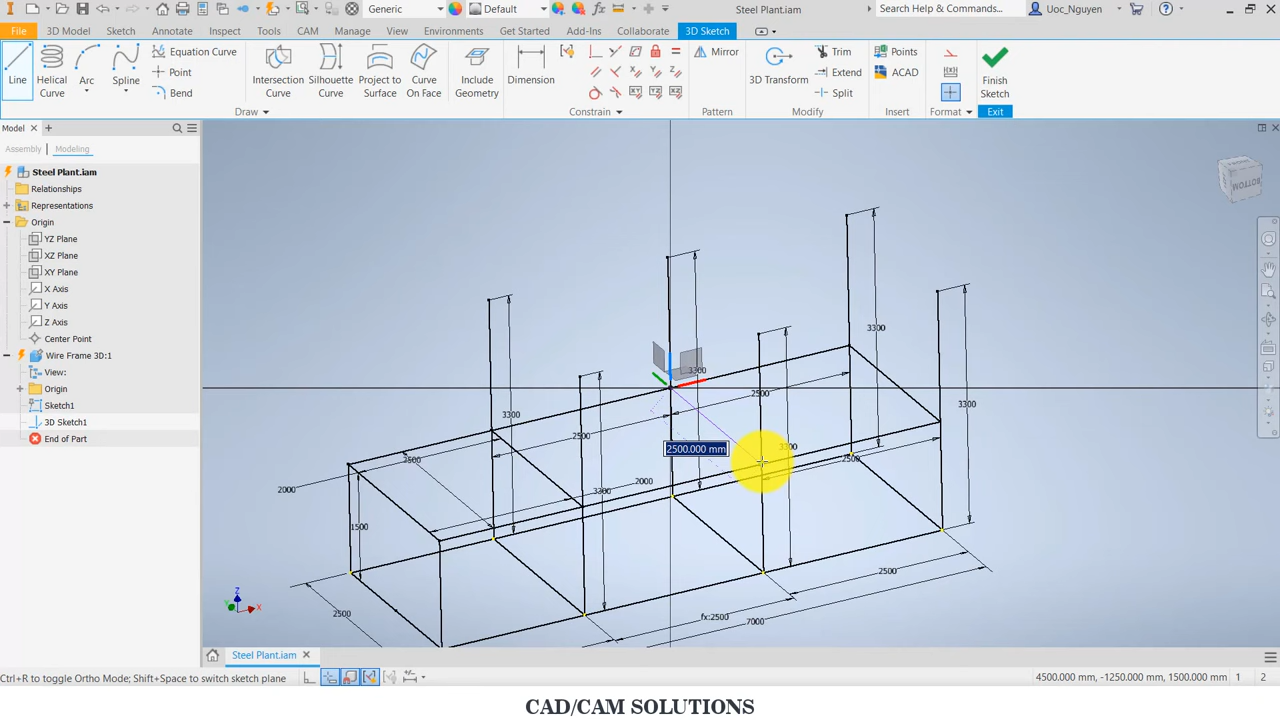 Generic
Default
Steel Plant.iam
Search Help & Commands...
Uoc_Nguyen
File
3D Model
Sketch
Annotate
Inspect
Tools
CAM
Manage
View
Environments
Get Started
Add-Ins
Collaborate
3D Sketch
Line
Helical Curve
Arc
Spline
Equation Curve
Point
Bend
Intersection Curve
Silhouette Curve
Project to Surface
Curve On Face
Include Geometry
Dimension
Mirror
3D Transform
Trim
Extend
Split
Points
ACAD
Finish Sketch
Draw
Constrain
Pattern
Modify
Insert
Format
Exit
Model
Assembly
Modeling
Steel Plant.iam
Relationships
Representations
Origin
YZ Plane
XZ Plane
XY Plane
X Axis
Y Axis
Z Axis
Center Point
Wire Frame 3D:1
View:
Origin
Sketch1
3D Sketch1
End of Part
BOTTOM
3300
3300
2500
3300
3300
2500
3300
2500
3500
2000
2000
3300
1500
2500
2500
fx:2500
7000
2500.000 mm
Z
Y
X
Steel Plant.iam
Ctrl+R to toggle Ortho Mode; Shift+Space to switch sketch plane
4500.000 mm, -1250.000 mm, 1500.000 mm
1
2
CAD/CAM SOLUTIONS